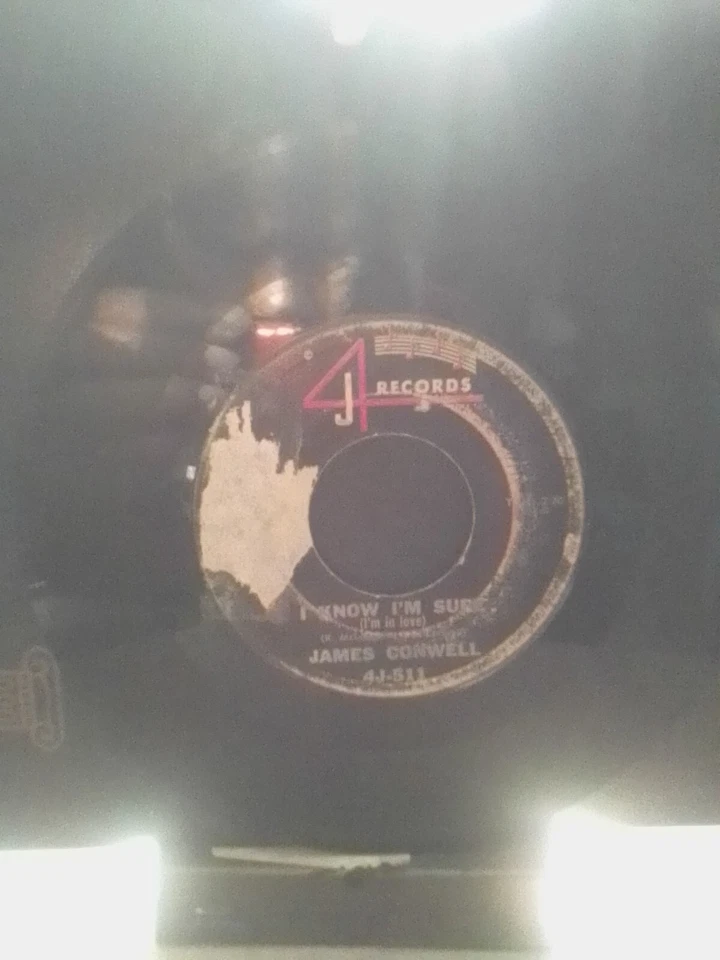 4J RECORDS
I KNOW I'M SURE
(I'm in love)
JAMES CONWELL
4J-511